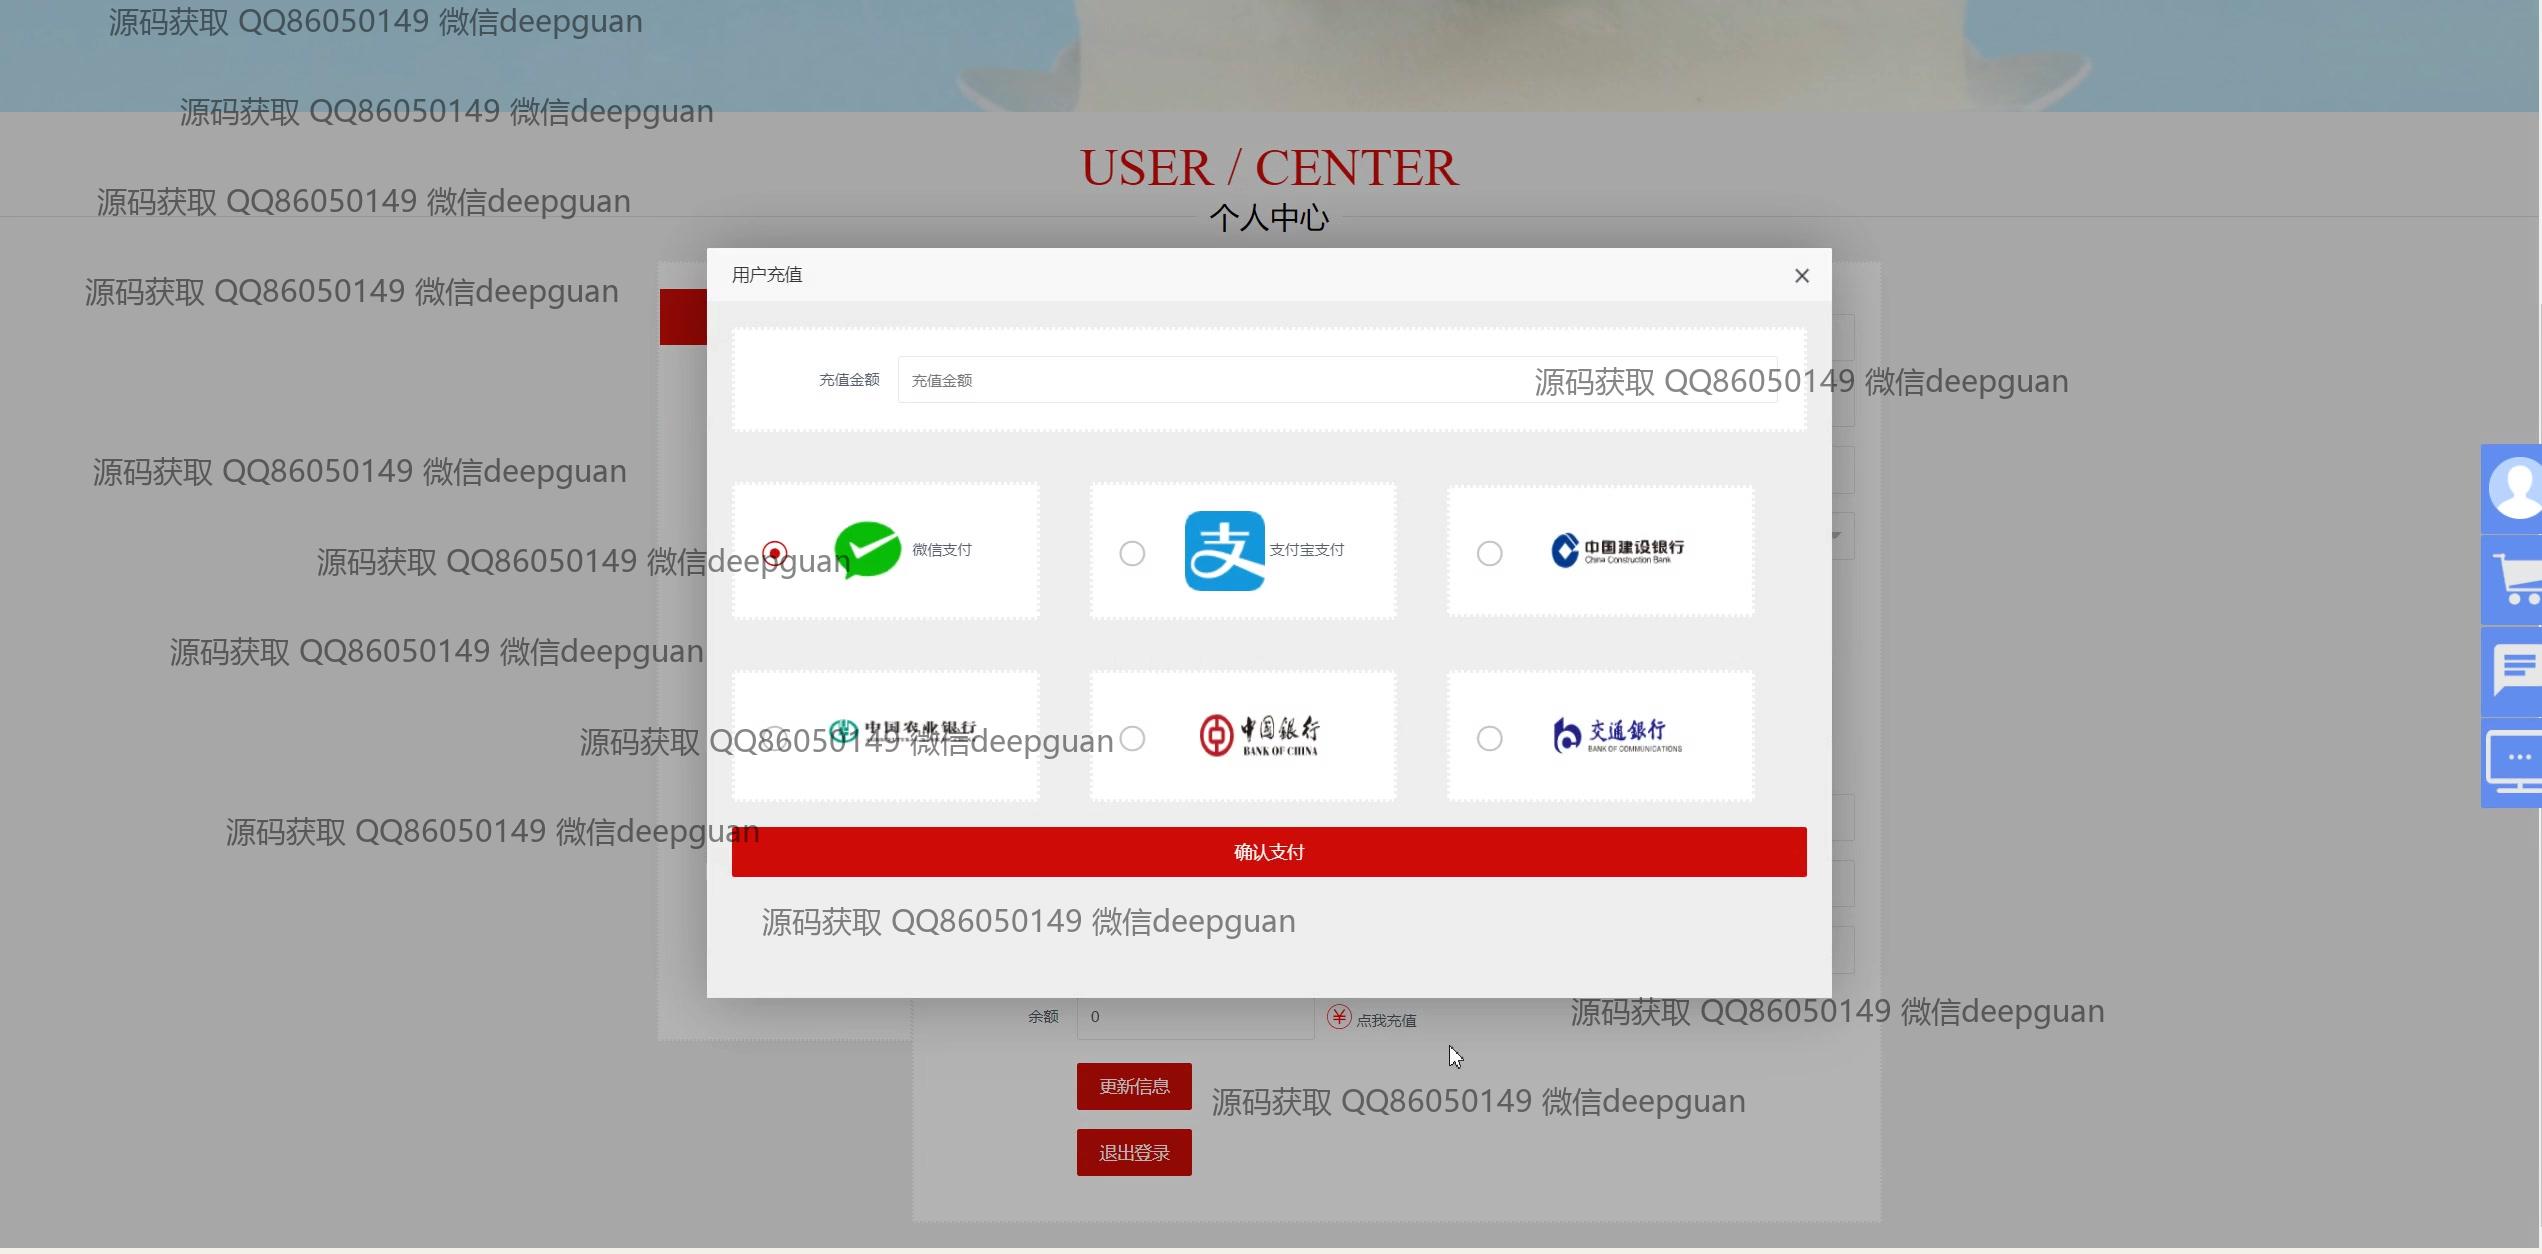 源码获取 QQ86050149 微信deepguan
源码获取 QQ86050149 微信deepguan
USER / CENTER
源码获取 QQ86050149 微信deepguan
个人中心
用户充值
源码获取 QQ86050149 微信deepguan
充值金额 充值金额
源码获取 QQ86050149 微信deepguan
源码获取 QQ86050149 微信deepguan
微信支付
支付宝支付
中国建设银行
China Construction Bank
源码获取 QQ86050149 微信deepguan
源码获取 QQ86050149 微信deepguan
中国农业银行
中国银行
BANK OF CHINA
交通银行
BANK OF COMMUNICATIONS
源码获取 QQ86050149 微信deepguan
源码获取 QQ86050149 微信deepguan
确认支付
源码获取 QQ86050149 微信deepguan
余额 0 点我充值
源码获取 QQ86050149 微信deepguan
更新信息
源码获取 QQ86050149 微信deepguan
退出登录